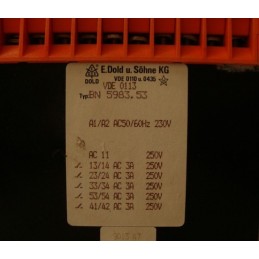 E.Dold u. Söhne KG
DOLD
VDE 0110 u. 0435
VDE 0113
Typ BN 5983.53
A1/A2 AC50/60Hz 230V
AC 11 250V
13/14 AC 3A 250V
23/24 AC 3A 250V
33/34 AC 3A 250V
53/54 AC 3A 250V
41/42 AC 3A 250V